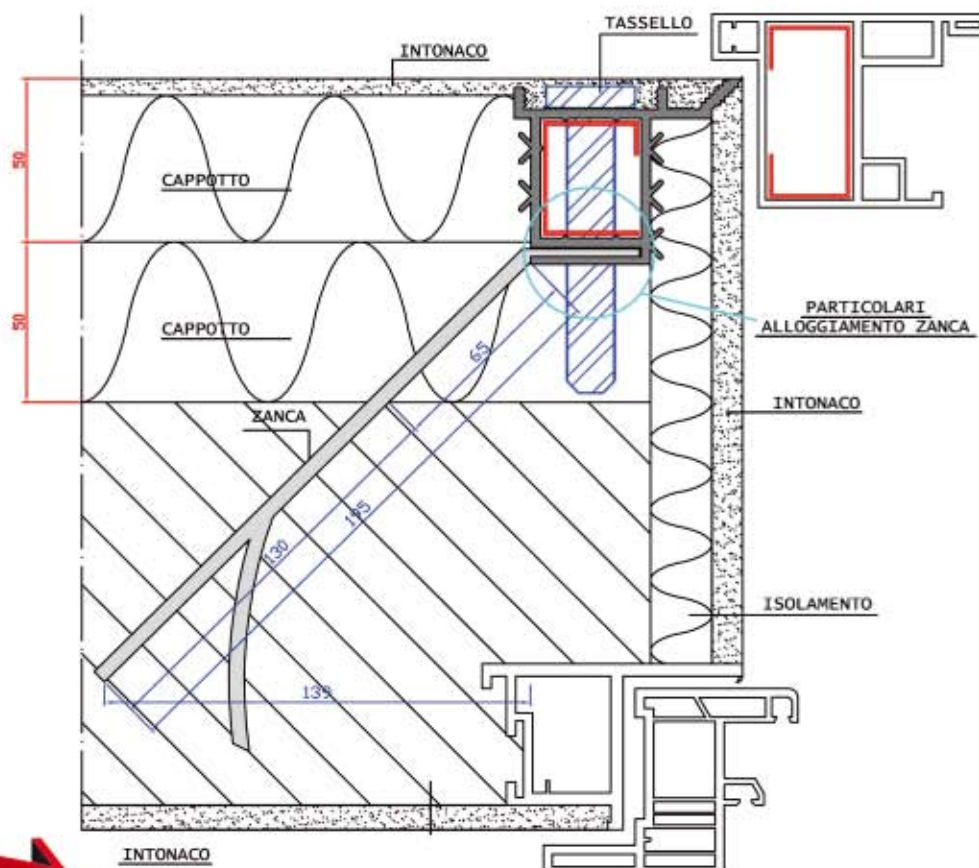 TASSELLO
INTONACO
50
CAPPOTTO
50
CAPPOTTO
PARTICOLARI
ALLOGGIAMENTO ZANCA
65
INTONACO
ZANCA
195
130
ISOLAMENTO
139
INTONACO